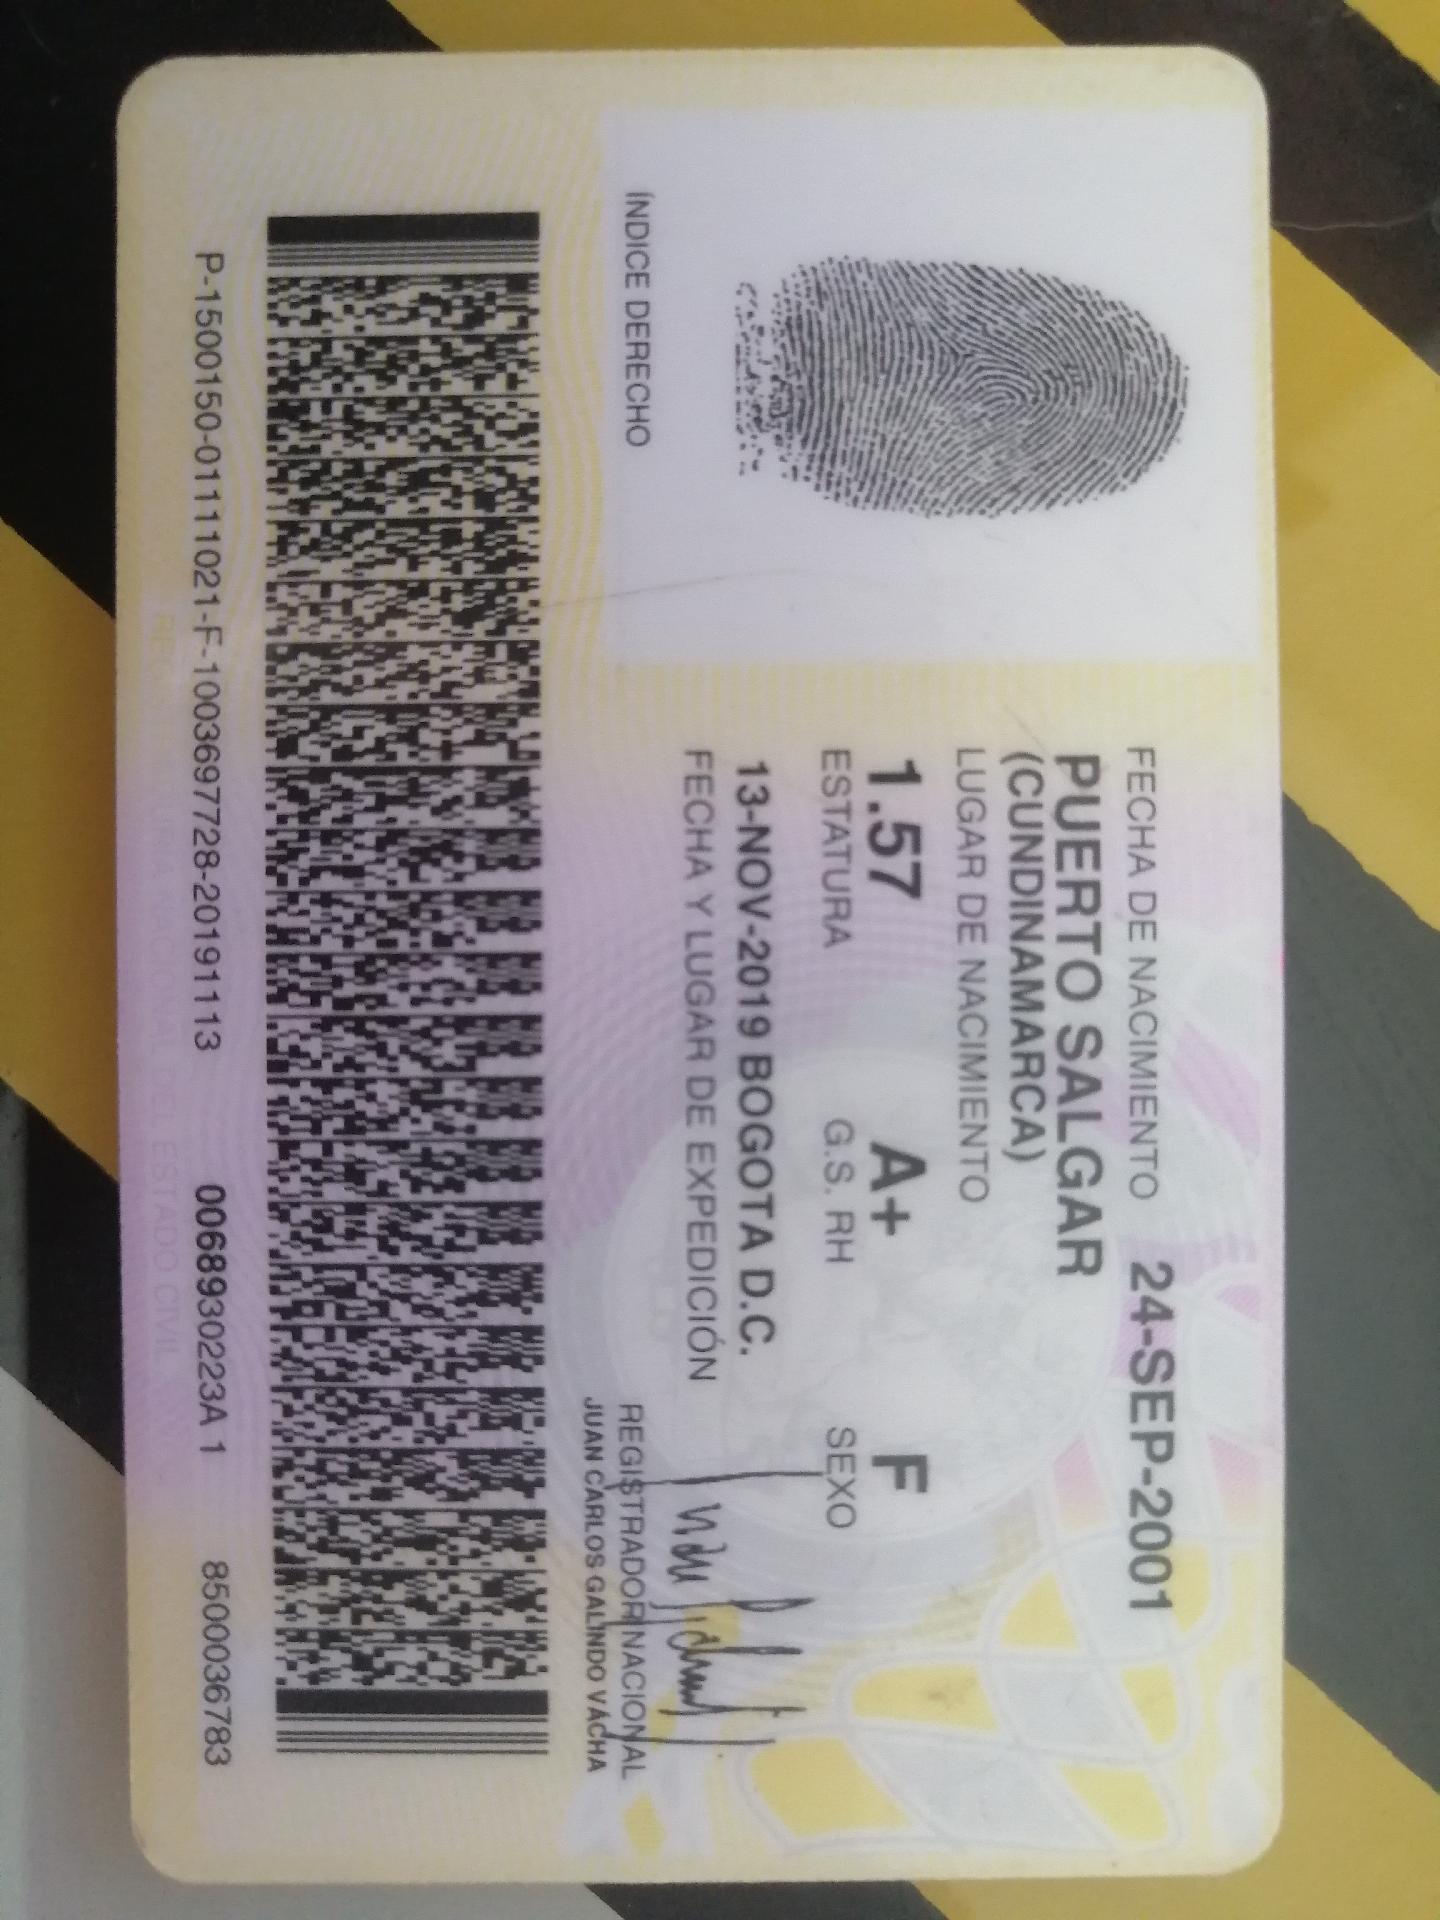 FECHA DE NACIMIENTO 24-SEP-2001
PUERTO SALGAR
(CUNDINAMARCA)
LUGAR DE NACIMIENTO
1.57 A+ F
ESTATURA G.S. RH SEXO
13-NOV-2019 BOGOTA D.C.
FECHA Y LUGAR DE EXPEDICIÓN
ÍNDICE DERECHO
REGISTRADOR NACIONAL
JUAN CARLOS GALINDO VÁCHA
P-1500150-01111021-F-1003697728-20191113 0068930223A 1 8500036783
REGISTRADURIA NACIONAL DEL ESTADO CIVIL